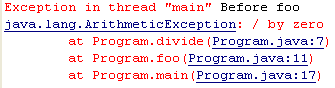 Exception in thread "main" Before foo
java.lang.ArithmeticException: / by zero
at Program.divide(Program.java:7)
at Program.foo(Program.java:11)
at Program.main(Program.java:17)